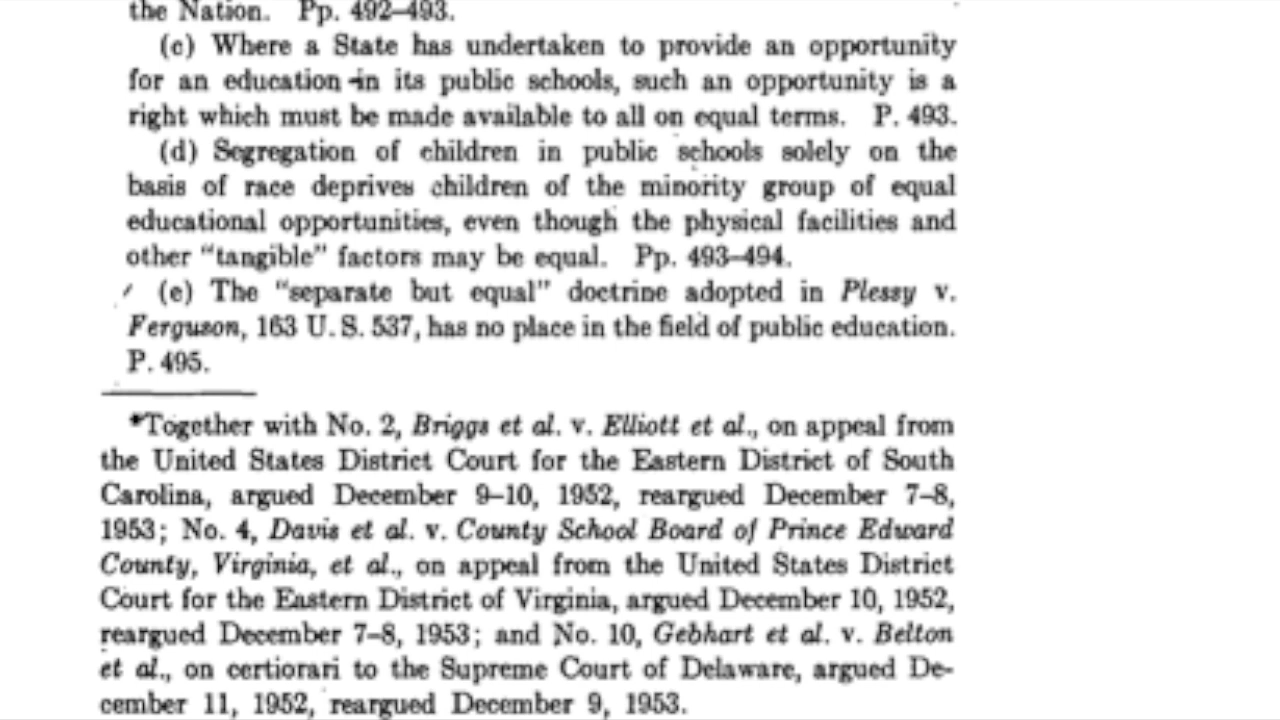 the Nation. Pp. 492–493.
(c) Where a State has undertaken to provide an opportunity
for an education in its public schools, such an opportunity is a
right which must be made available to all on equal terms. P. 493.
(d) Segregation of children in public schools solely on the
basis of race deprives children of the minority group of equal
educational opportunities, even though the physical facilities and
other “tangible” factors may be equal. Pp. 493–494.
(e) The “separate but equal” doctrine adopted in Plessy v.
Ferguson, 163 U. S. 537, has no place in the field of public education.
P. 495.
*Together with No. 2, Briggs et al. v. Elliott et al., on appeal from
the United States District Court for the Eastern District of South
Carolina, argued December 9–10, 1952, reargued December 7–8,
1953; No. 4, Davis et al. v. County School Board of Prince Edward
County, Virginia, et al., on appeal from the United States District
Court for the Eastern District of Virginia, argued December 10, 1952,
reargued December 7–8, 1953; and No. 10, Gebhart et al. v. Belton
et al., on certiorari to the Supreme Court of Delaware, argued De-
cember 11, 1952, reargued December 9, 1953.